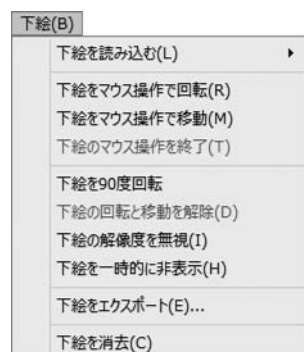 下絵(B)
下絵を読み込む(L)
下絵をマウス操作で回転(R)
下絵をマウス操作で移動(M)
下絵のマウス操作を終了(T)
下絵を90度回転
下絵の回転と移動を解除(D)
下絵の解像度を無視(I)
下絵を一時的に非表示(H)
下絵をエクスポート(E)...
下絵を消去(C)